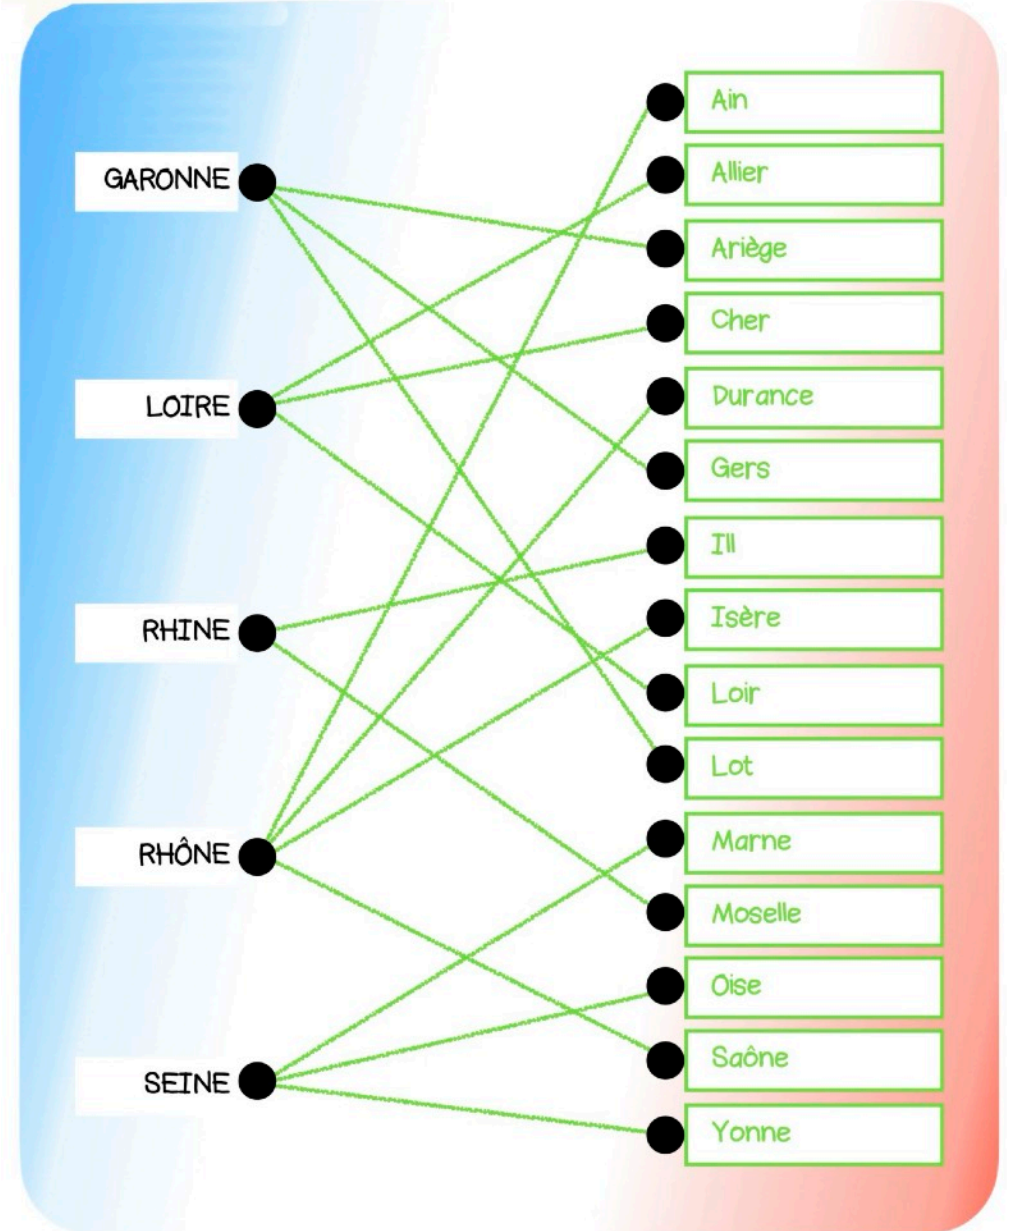 GARONNE
LOIRE
RHINE
RHÔNE
SEINE
Ain
Allier
Ariège
Cher
Durance
Gers
Ill
Isère
Loir
Lot
Marne
Moselle
Oise
Saône
Yonne